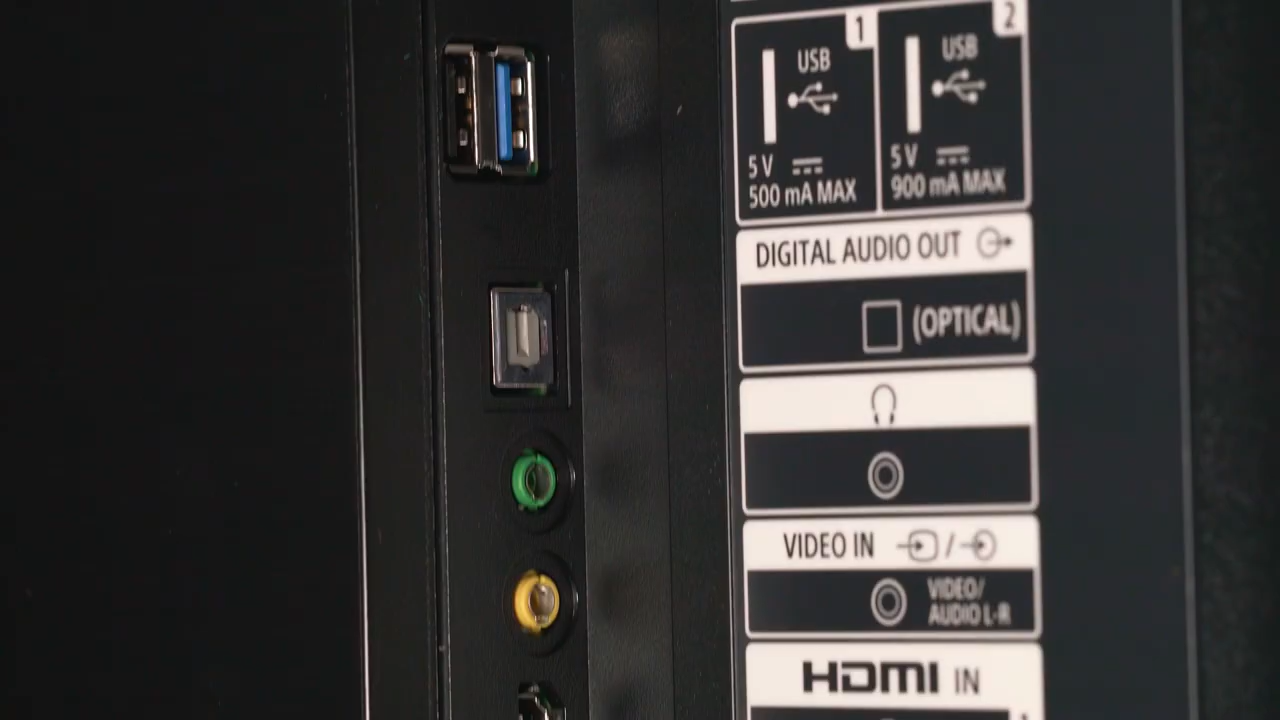 1
USB
5 V
500 mA MAX
2
USB
5 V
900 mA MAX
DIGITAL AUDIO OUT
(OPTICAL)
VIDEO IN /
VIDEO/
AUDIO L-R
HDMI IN